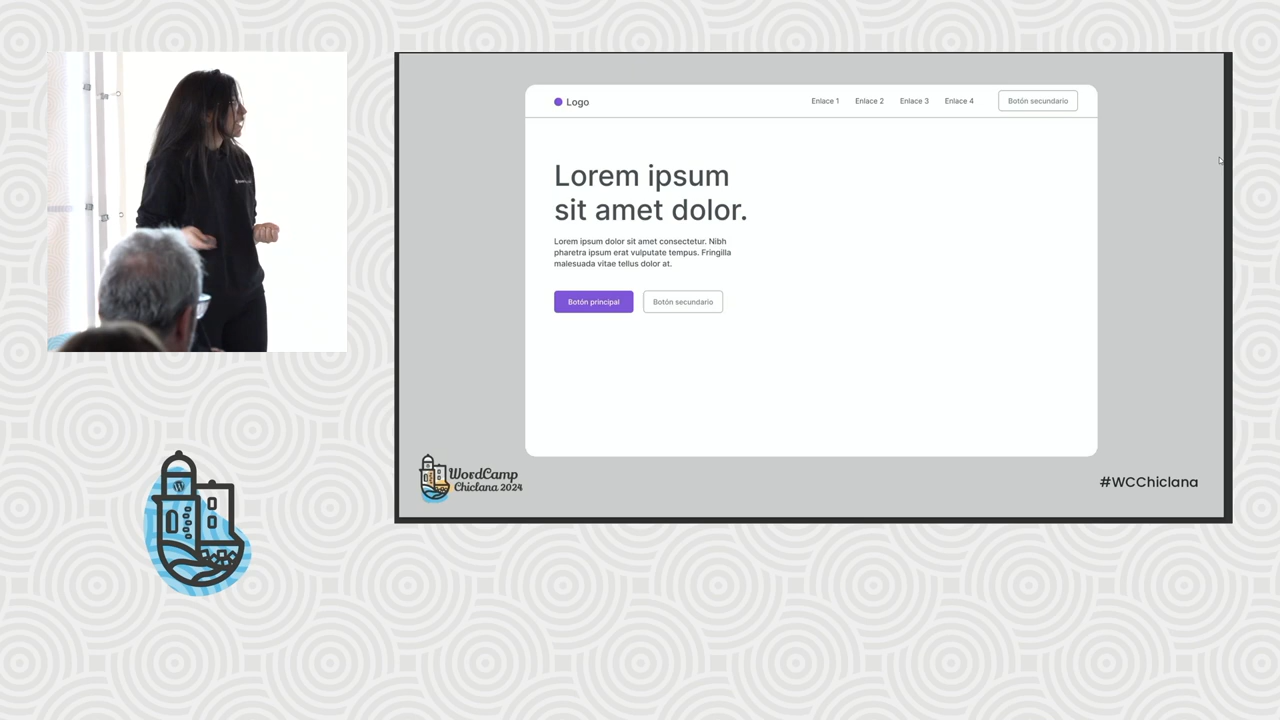 Logo
Enlace 1 Enlace 2 Enlace 3 Enlace 4 Botón secundario
Lorem ipsum
sit amet dolor.
Lorem ipsum dolor sit amet consectetur. Nibh
pharetra ipsum erat vulputate tempus. Fringilla
malesuada vitae tellus dolor at.
Botón principal Botón secundario
WordCamp
Chiclana 2024
#WCChiclana